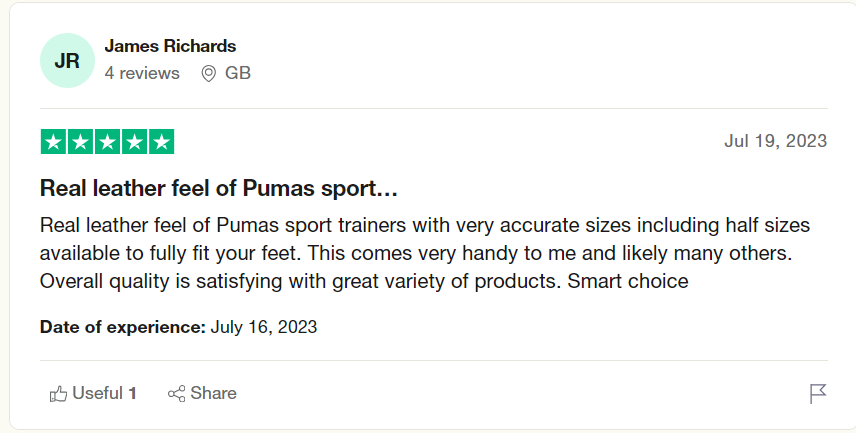 JR
James Richards
4 reviews GB
Jul 19, 2023
Real leather feel of Pumas sport…
Real leather feel of Pumas sport trainers with very accurate sizes including half sizes
available to fully fit your feet. This comes very handy to me and likely many others.
Overall quality is satisfying with great variety of products. Smart choice
Date of experience: July 16, 2023
Useful 1 Share